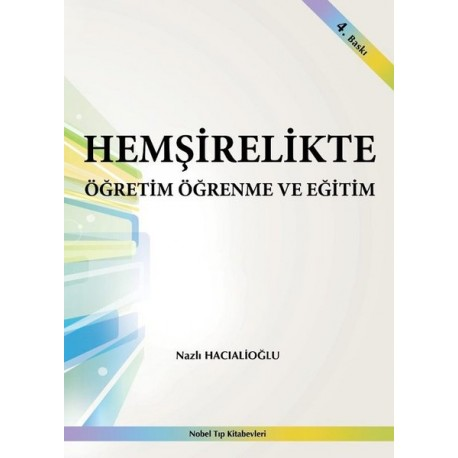 4. Baskı
HEMŞİRELİKTE
ÖĞRETİM ÖĞRENME VE EĞİTİM
Nazlı HACIALİOĞLU
Nobel Tıp Kitabevleri